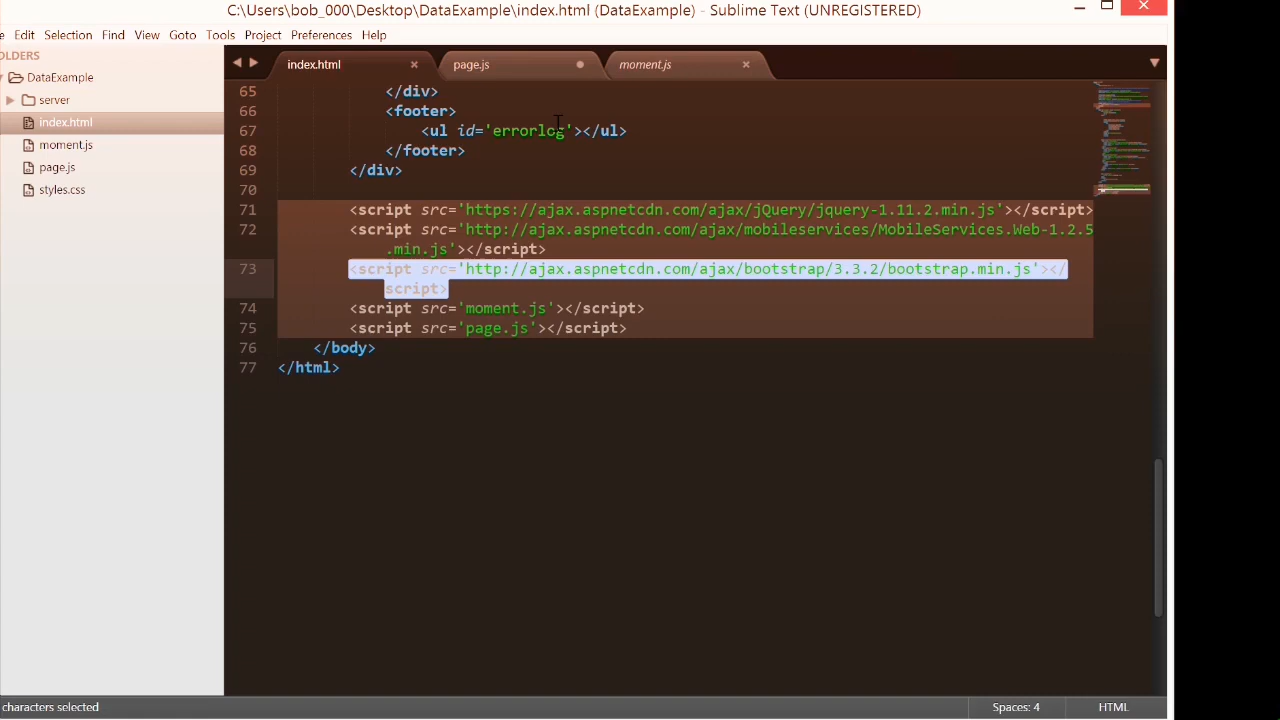 C:\Users\bob_000\Desktop\DataExample\index.html (DataExample) - Sublime Text (UNREGISTERED)
e Edit Selection Find View Goto Tools Project Preferences Help
OLDERS
DataExample
server
index.html
moment.js
page.js
styles.css
index.html × page.js moment.js ×
65 </div>
66 <footer>
67 <ul id='errorlog'></ul>
68 </footer>
69 </div>
70
71 <script src='https://ajax.aspnetcdn.com/ajax/jQuery/jquery-1.11.2.min.js'></script>
72 <script src='http://ajax.aspnetcdn.com/ajax/mobileservices/MobileServices.Web-1.2.5
.min.js'></script>
73 <script src='http://ajax.aspnetcdn.com/ajax/bootstrap/3.3.2/bootstrap.min.js'></
script>
74 <script src='moment.js'></script>
75 <script src='page.js'></script>
76 </body>
77 </html>
characters selected
Spaces: 4 HTML